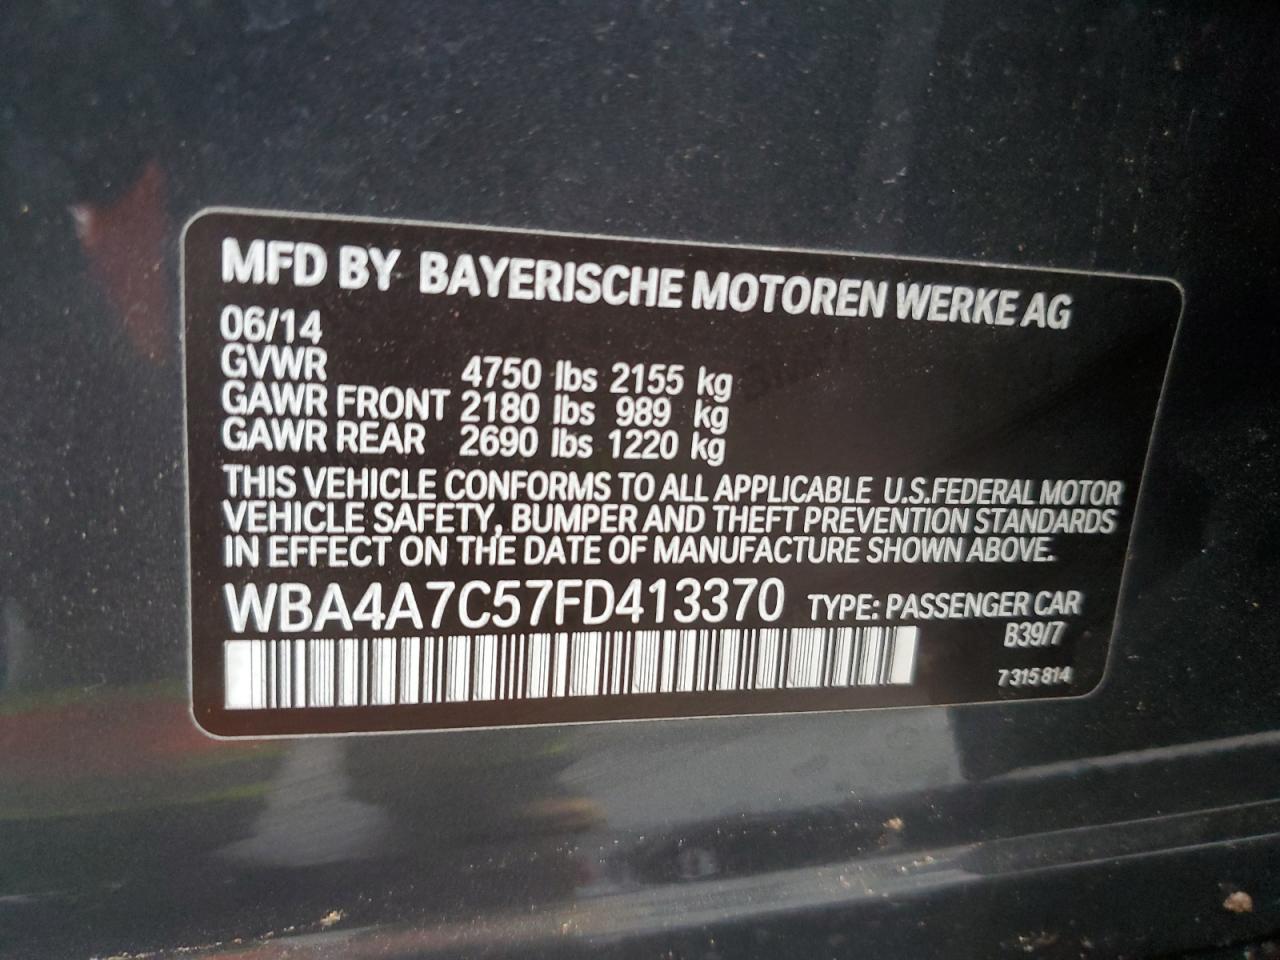 MFD BY BAYERISCHE MOTOREN WERKE AG
06/14
GVWR 4750 lbs 2155 kg
GAWR FRONT 2180 lbs 989 kg
GAWR REAR 2690 lbs 1220 kg
THIS VEHICLE CONFORMS TO ALL APPLICABLE U.S.FEDERAL MOTOR
VEHICLE SAFETY, BUMPER AND THEFT PREVENTION STANDARDS
IN EFFECT ON THE DATE OF MANUFACTURE SHOWN ABOVE.
WBA4A7C57FD413370 TYPE: PASSENGER CAR
B39/7
7 315 814